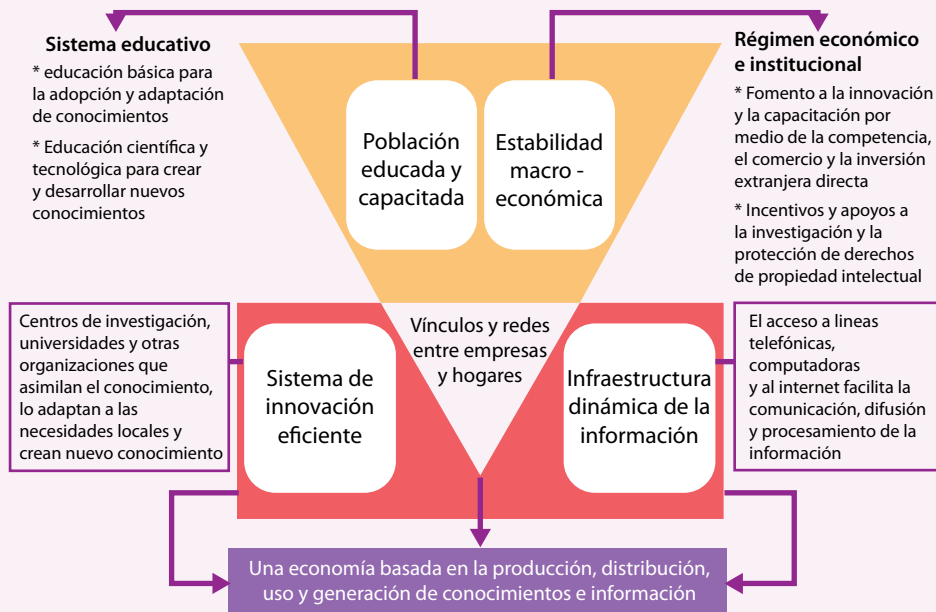 Sistema educativo
* educación básica para
la adopción y adaptación
de conocimientos
* Educación científica y
tecnológica para crear
y desarrollar nuevos
conocimientos
Población
educada y
capacitada
Estabilidad
macro -
económica
Régimen económico
e institucional
* Fomento a la innovación
y la capacitación por
medio de la competencia,
el comercio y la inversión
extranjera directa
* Incentivos y apoyos a
la investigación y la
protección de derechos
de propiedad intelectual
Centros de investigación,
universidades y otras
organizaciones que
asimilan el conocimiento,
lo adaptan a las
necesidades locales y
crean nuevo conocimiento
Sistema de
innovación
eficiente
Vínculos y redes
entre empresas
y hogares
Infraestructura
dinámica de la
información
El acceso a lineas
telefónicas,
computadoras
y al internet facilita la
comunicación, difusión
y procesamiento de la
información
Una economía basada en la producción, distribución,
uso y generación de conocimientos e información